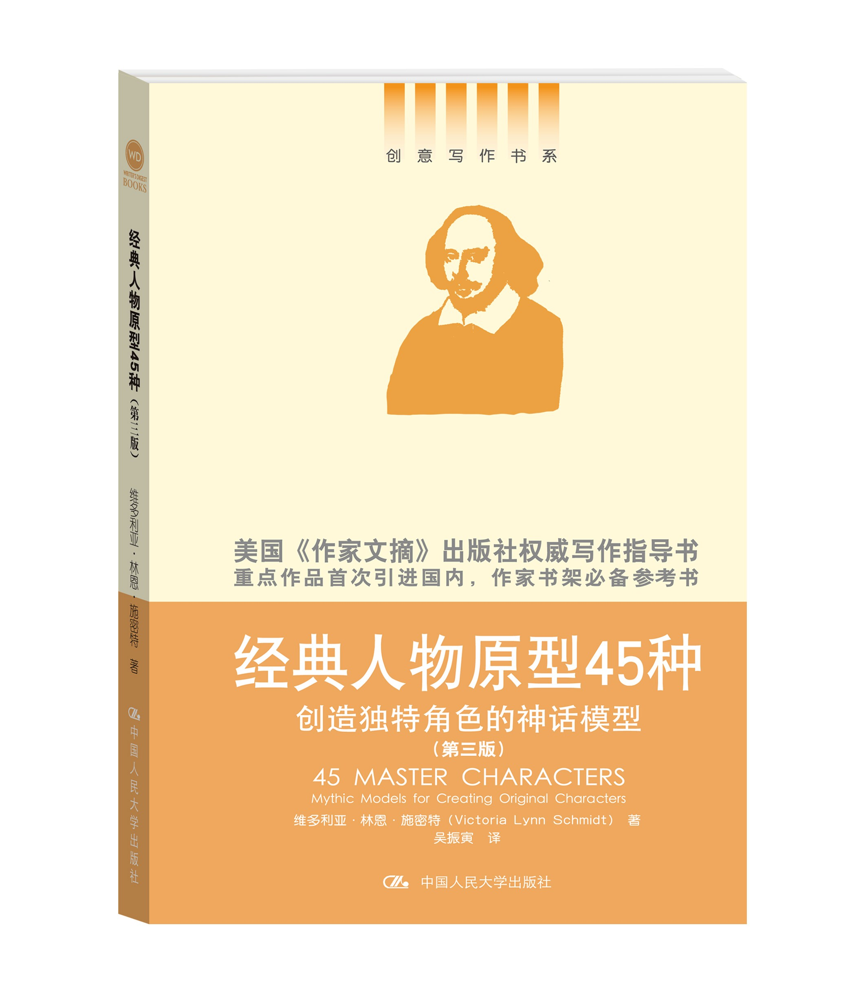 创意写作书系
美国《作家文摘》出版社权威写作指导书
重点作品首次引进国内，作家书架必备参考书
经典人物原型45种
创造独特角色的神话模型
（第三版）
45 MASTER CHARACTERS
Mythic Models for Creating Original Characters
维多利亚·林恩·施密特（Victoria Lynn Schmidt） 著
吴振寅 译
中国人民大学出版社
WD
WRITER'S DIGEST
BOOKS
经典人物原型45种（第三版） 维多利亚·林恩·施密特 著 中国人民大学出版社